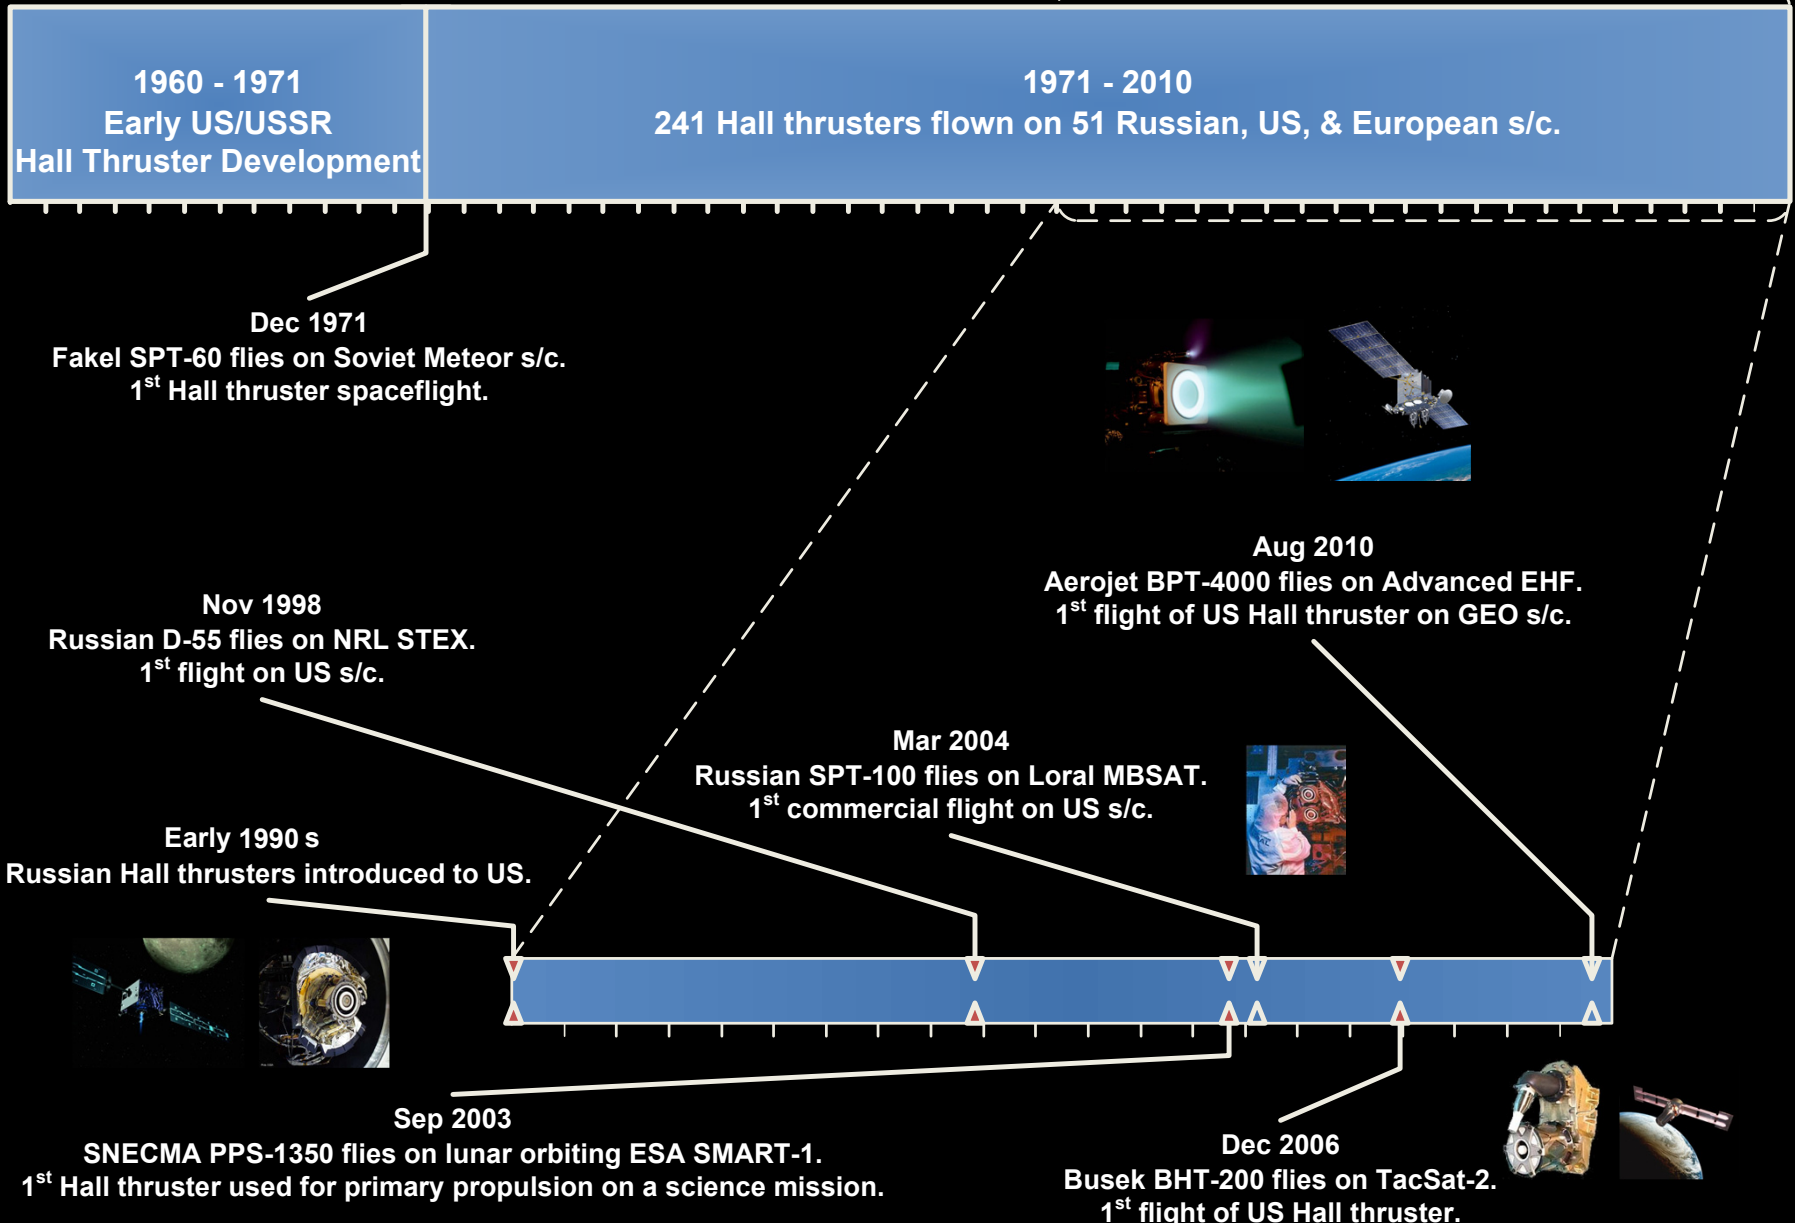 1960 - 1971
Early US/USSR
Hall Thruster Development
1971 - 2010
241 Hall thrusters flown on 51 Russian, US, & European s/c.
Dec 1971
Fakel SPT-60 flies on Soviet Meteor s/c.
1st Hall thruster spaceflight.
Aug 2010
Aerojet BPT-4000 flies on Advanced EHF.
1st flight of US Hall thruster on GEO s/c.
Nov 1998
Russian D-55 flies on NRL STEX.
1st flight on US s/c.
Mar 2004
Russian SPT-100 flies on Loral MBSAT.
1st commercial flight on US s/c.
Early 1990 s
Russian Hall thrusters introduced to US.
Sep 2003
SNECMA PPS-1350 flies on lunar orbiting ESA SMART-1.
1st Hall thruster used for primary propulsion on a science mission.
Dec 2006
Busek BHT-200 flies on TacSat-2.
1st flight of US Hall thruster.